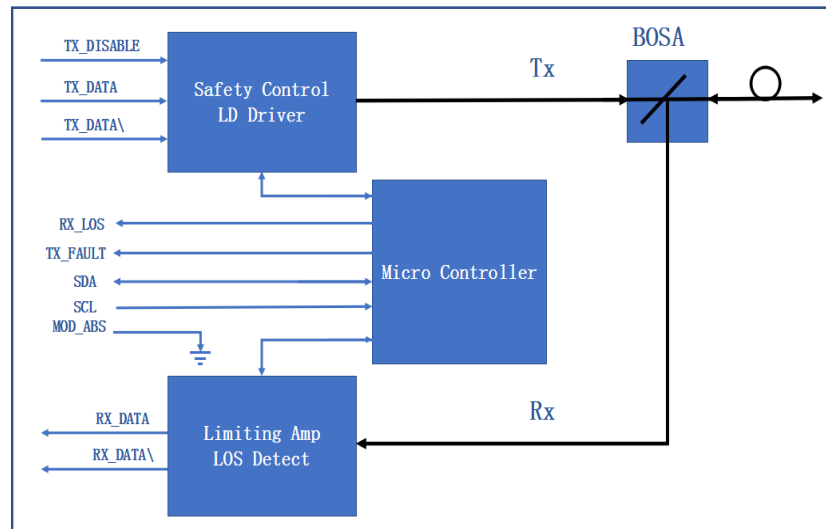 BOSA
TX_DISABLE
Tx
TX_DATA
Safety Control
LD Driver
TX_DATA\
RX_LOS
TX_FAULT
Micro Controller
SDA
SCL
MOD_ABS
Rx
RX_DATA
Limiting Amp
LOS Detect
RX_DATA\